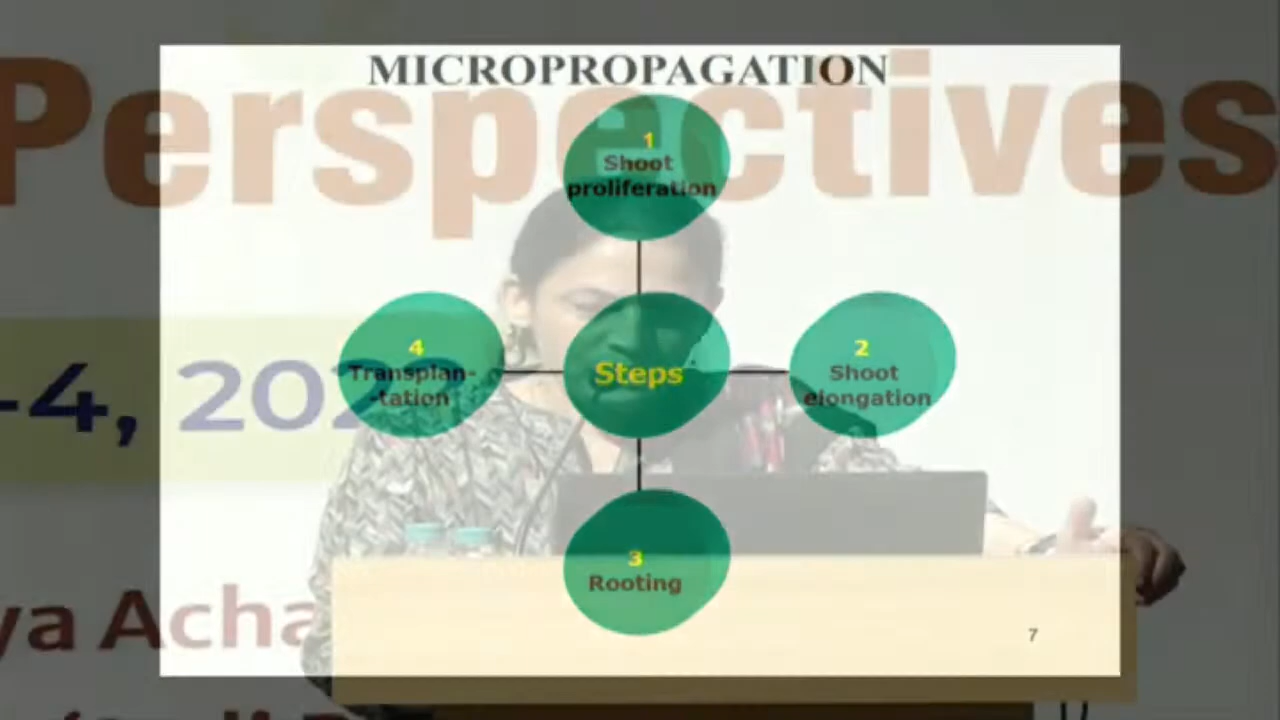 MICROPROPAGATION
Perspectives
1
Shoot
proliferation
4
Transplan-
-tation
Steps
2
Shoot
elongation
-4, 202
3
Rooting
ya Acha
7